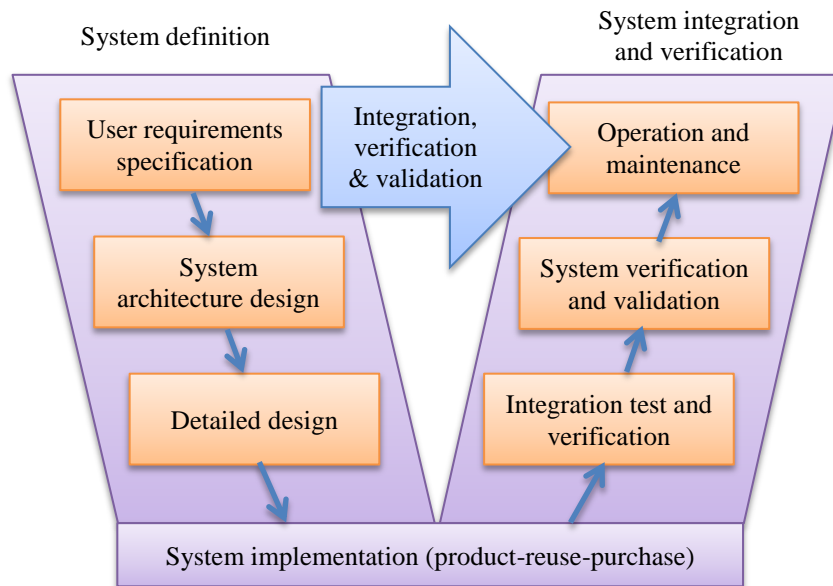 System definition
User requirements
specification
System
architecture design
Detailed design
Integration,
verification
& validation
System integration
and verification
Operation and
maintenance
System verification
and validation
Integration test and
verification
System implementation (product-reuse-purchase)